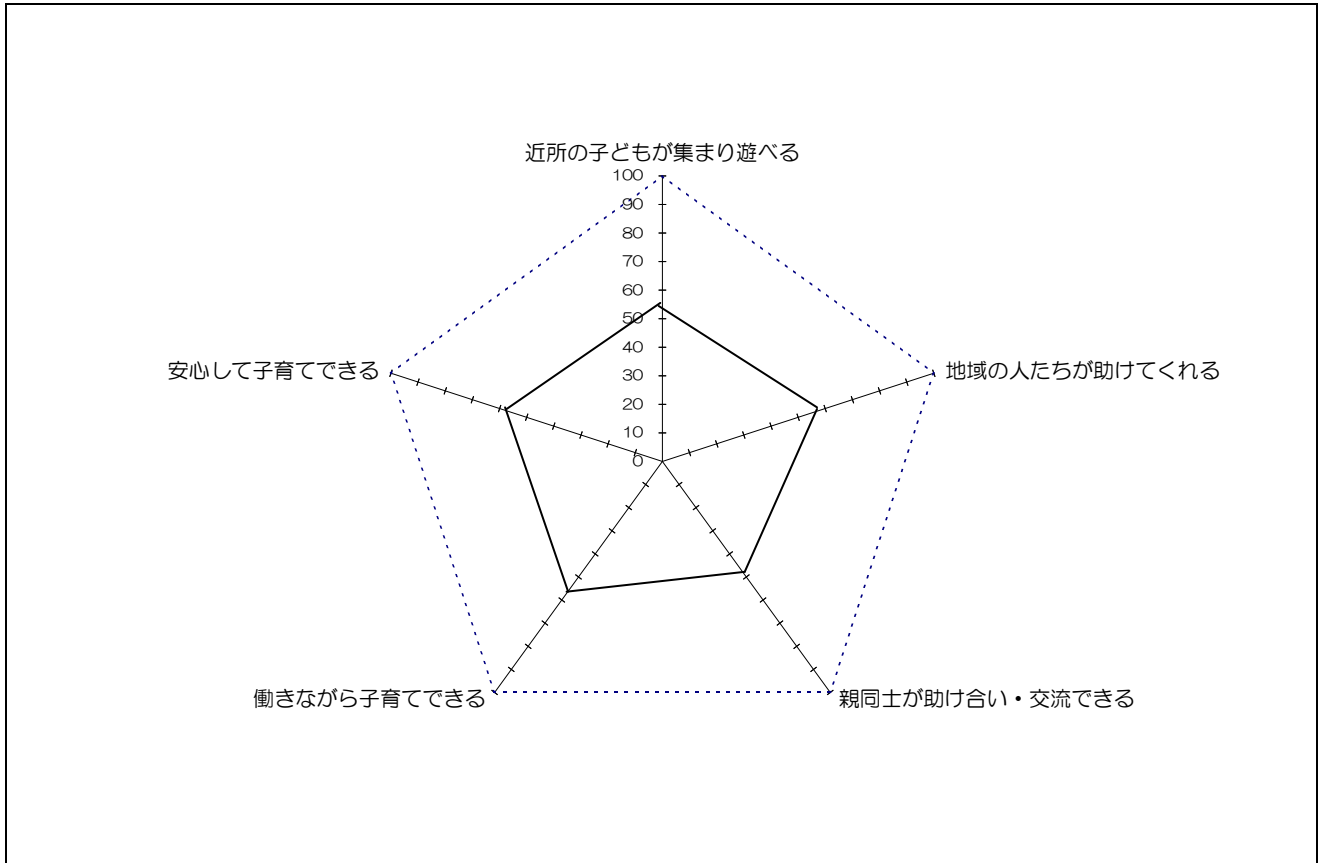 近所の子どもが集まり遊べる
100
90
80
70
60
50
40
30
20
10
0
安心して子育てできる
地域の人たちが助けてくれる
働きながら子育てできる
親同士が助け合い・交流できる